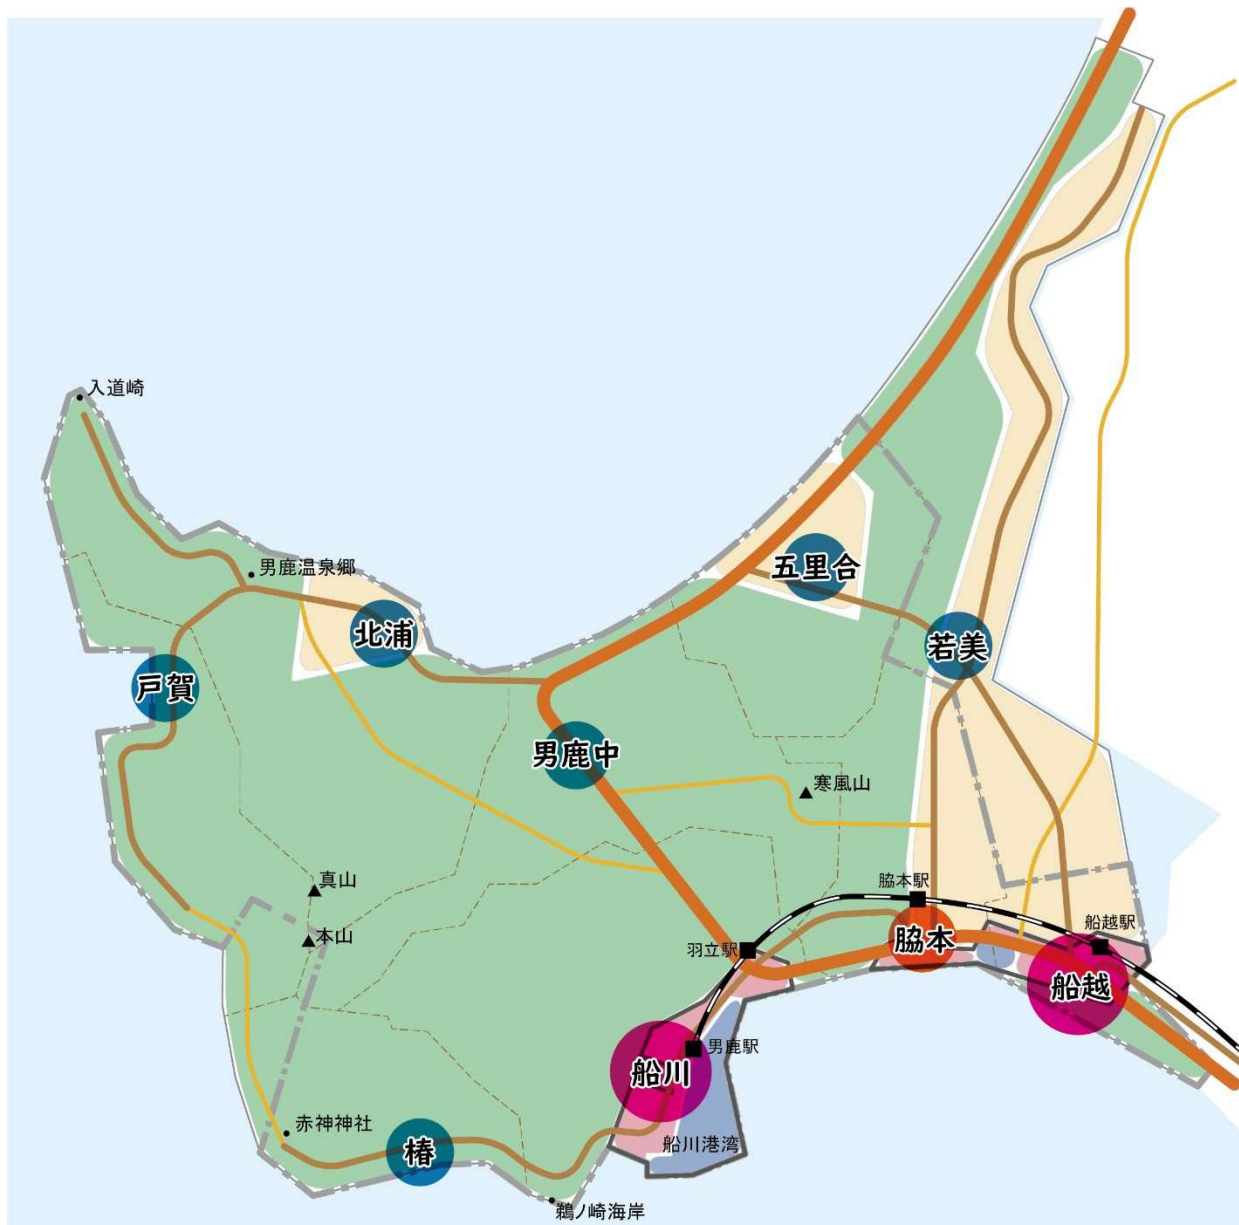 入道崎
男鹿温泉郷
五里合
北浦
若美
戸賀
男鹿中
寒風山
真山
脇本駅
本山
羽立駅
脇本
船越駅
船越
男鹿駅
船川
赤神神社
船川港湾
椿
鵜ノ崎海岸